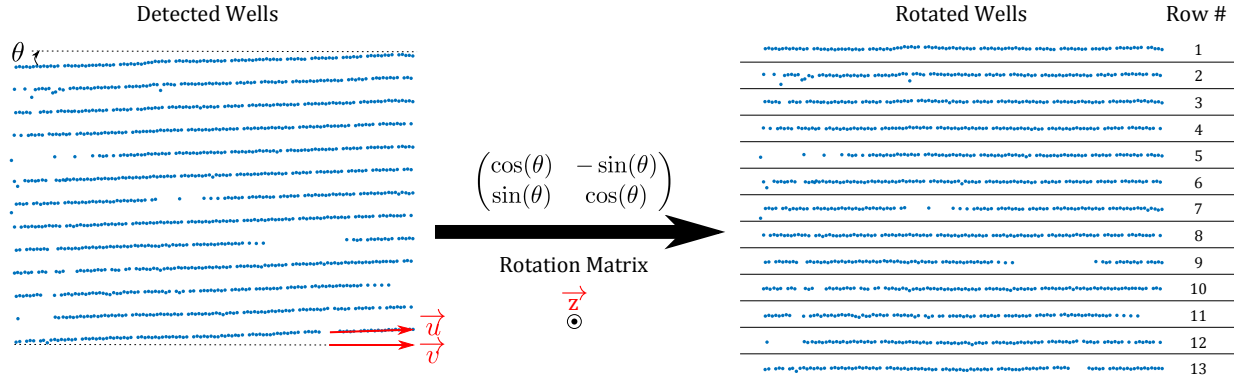 Detected Wells
θ
(cos(θ) − sin(θ)
sin(θ) cos(θ))
Rotation Matrix
z
u
v
Rotated Wells Row #
1
2
3
4
5
6
7
8
9
10
11
12
13